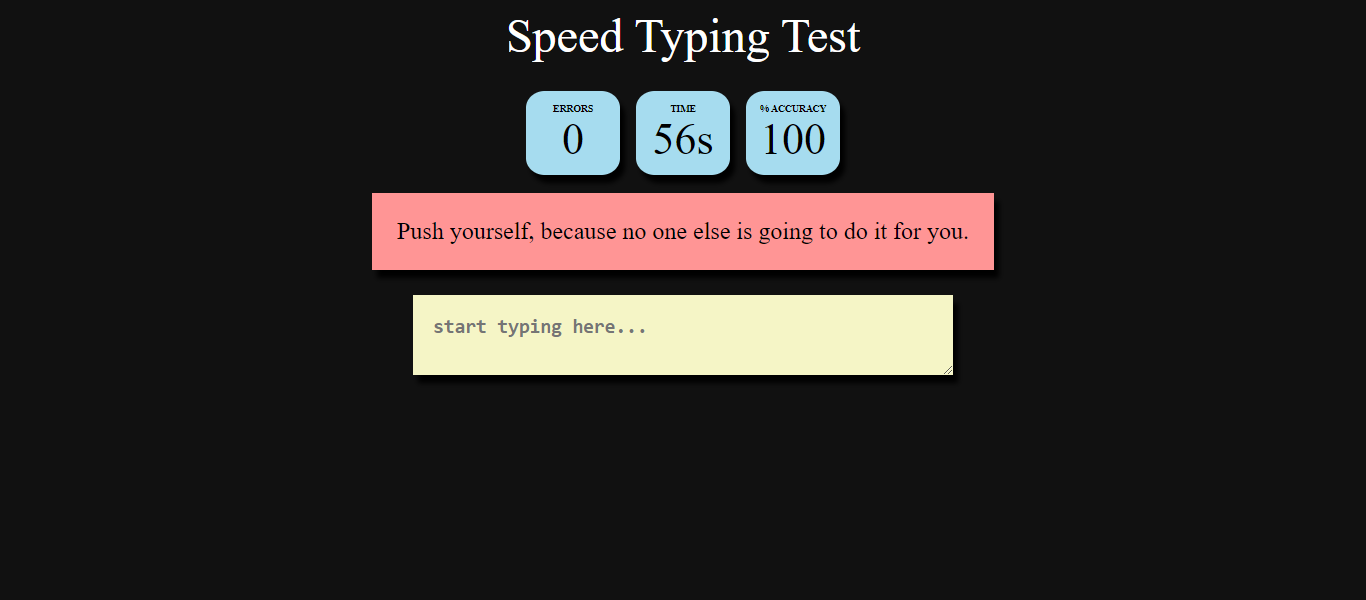 Speed Typing Test
ERRORS
0
TIME
56s
% ACCURACY
100
Push yourself, because no one else is going to do it for you.
start typing here...